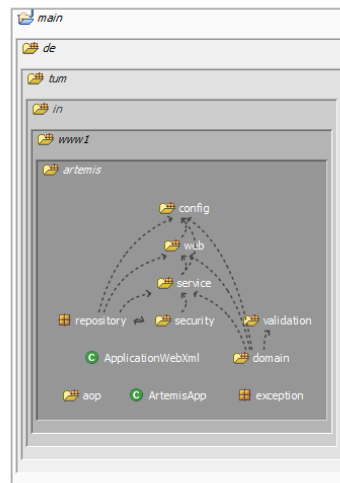 main
de
tum
in
www1
artemis
config
web
service
repository security validation
ApplicationWebXml domain
aop ArtemisApp exception